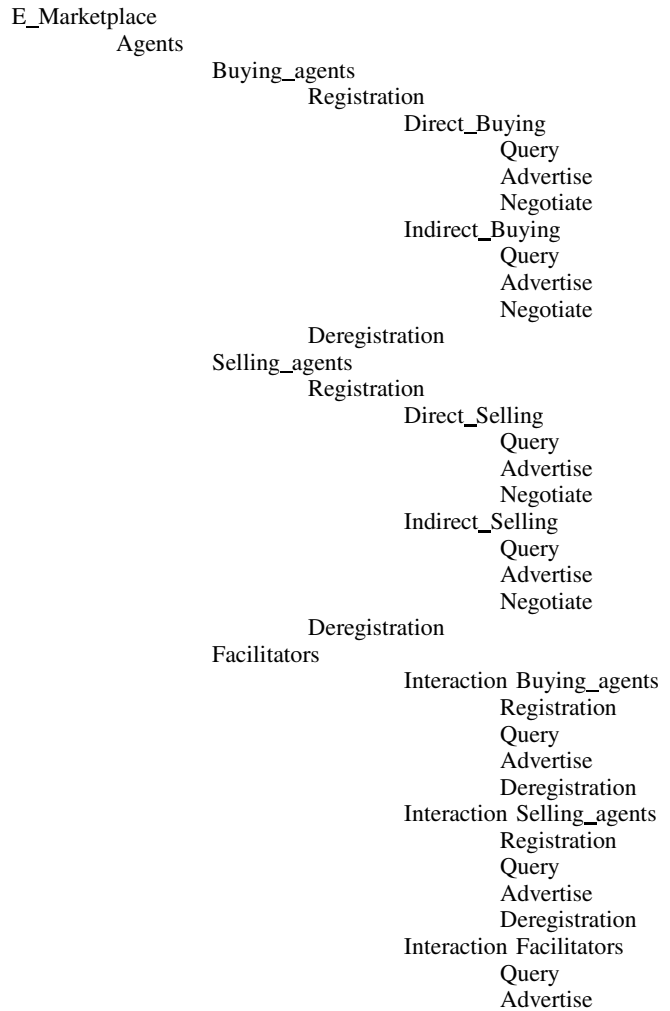 E_Marketplace
Agents
Buying_agents
Registration
Direct_Buying
Query
Advertise
Negotiate
Indirect_Buying
Query
Advertise
Negotiate
Deregistration
Selling_agents
Registration
Direct_Selling
Query
Advertise
Negotiate
Indirect_Selling
Query
Advertise
Negotiate
Deregistration
Facilitators
Interaction Buying_agents
Registration
Query
Advertise
Deregistration
Interaction Selling_agents
Registration
Query
Advertise
Deregistration
Interaction Facilitators
Query
Advertise